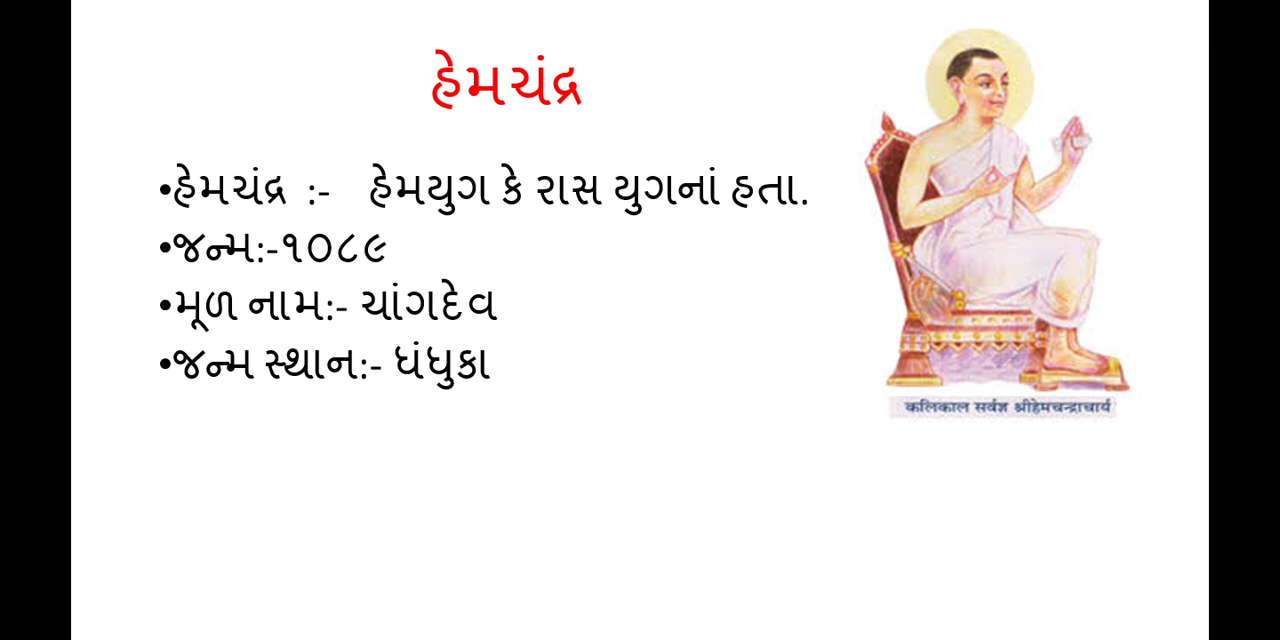 હેમચંદ્ર
•હેમચંદ્ર :- હેમયુગ કે રાસ યુગનાં હતા.
•જન્મ:-૧૦૮૯
•મૂળ નામ:- ચાંગદેવ
•જન્મ સ્થાન:- ધંધુકા
कलिकाल सर्वज्ञ श्रीहेमचन्द्राचार्य